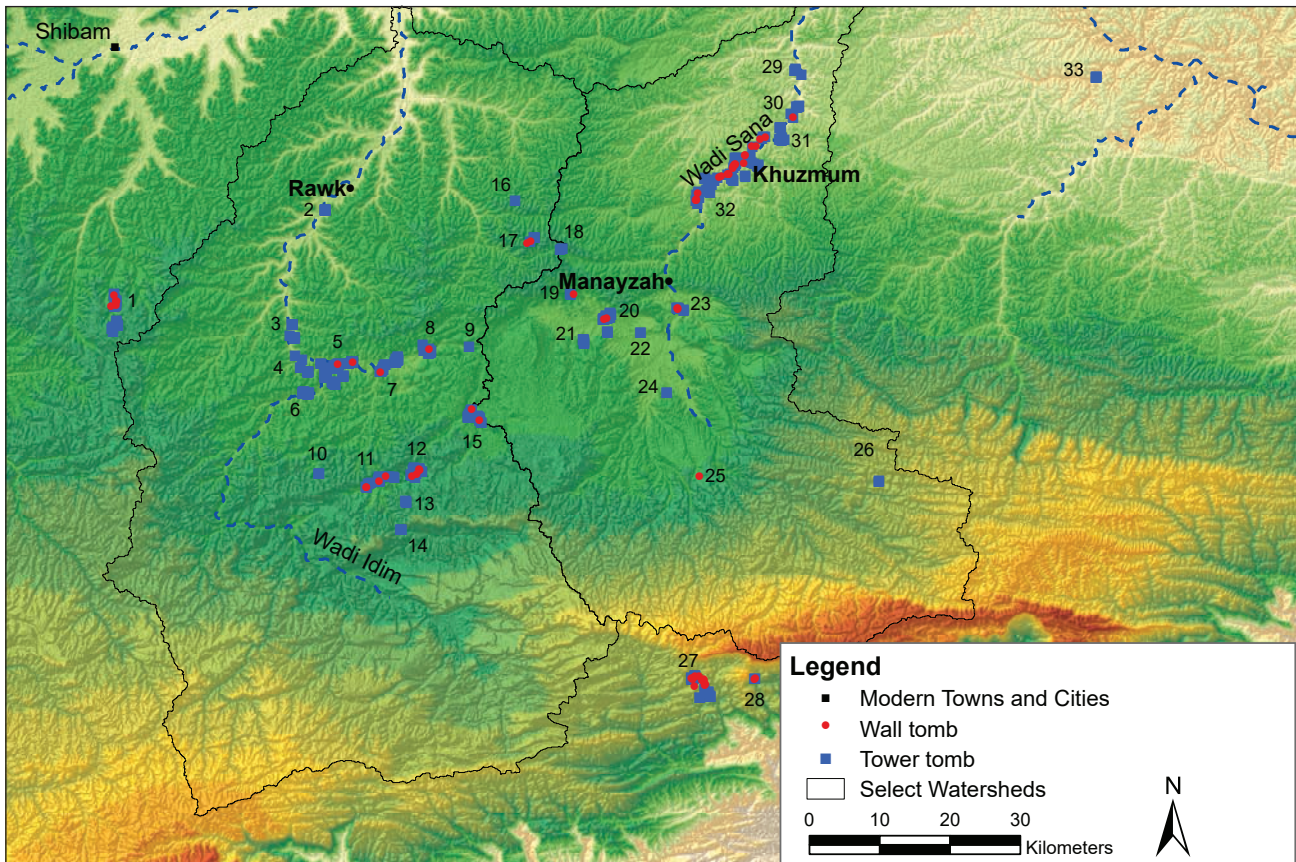 Shibam
29
33
30
Wadi Sana
31
Rawk
Khuzmum
16
2
32
17
18
Manayzah
19
1
23
20
3
21
22
8
9
5
4
7
24
6
15
12
10
11
25
26
13
14
Wadi Idim
27
28
Legend
Modern Towns and Cities
Wall tomb
Tower tomb
Select Watersheds
N
0 10 20 30
Kilometers